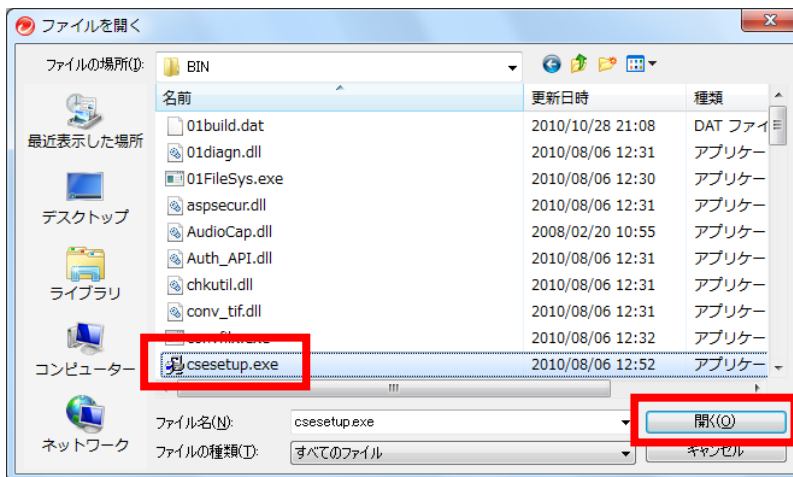 ファイルを開く
ファイルの場所(I):
BIN
名前
更新日時
種類
01build.dat
2010/10/28 21:08
DAT ファイ
01diagn.dll
2010/08/06 12:31
アプリケー
01FileSys.exe
2010/08/06 12:30
アプリケー
aspsecur.dll
2010/08/06 12:31
アプリケー
AudioCap.dll
2008/02/20 10:55
アプリケー
Auth_API.dll
2010/08/06 12:31
アプリケー
chkutil.dll
2010/08/06 12:31
アプリケー
conv_tif.dll
2010/08/06 12:31
アプリケー
2010/08/06 12:32
アプリケー
csesetup.exe
2010/08/06 12:52
アプリケー
最近表示した場所
デスクトップ
ライブラリ
コンピューター
ネットワーク
ファイル名(N):
csesetup.exe
開く(O)
ファイルの種類(T):
すべてのファイル
キャンセル